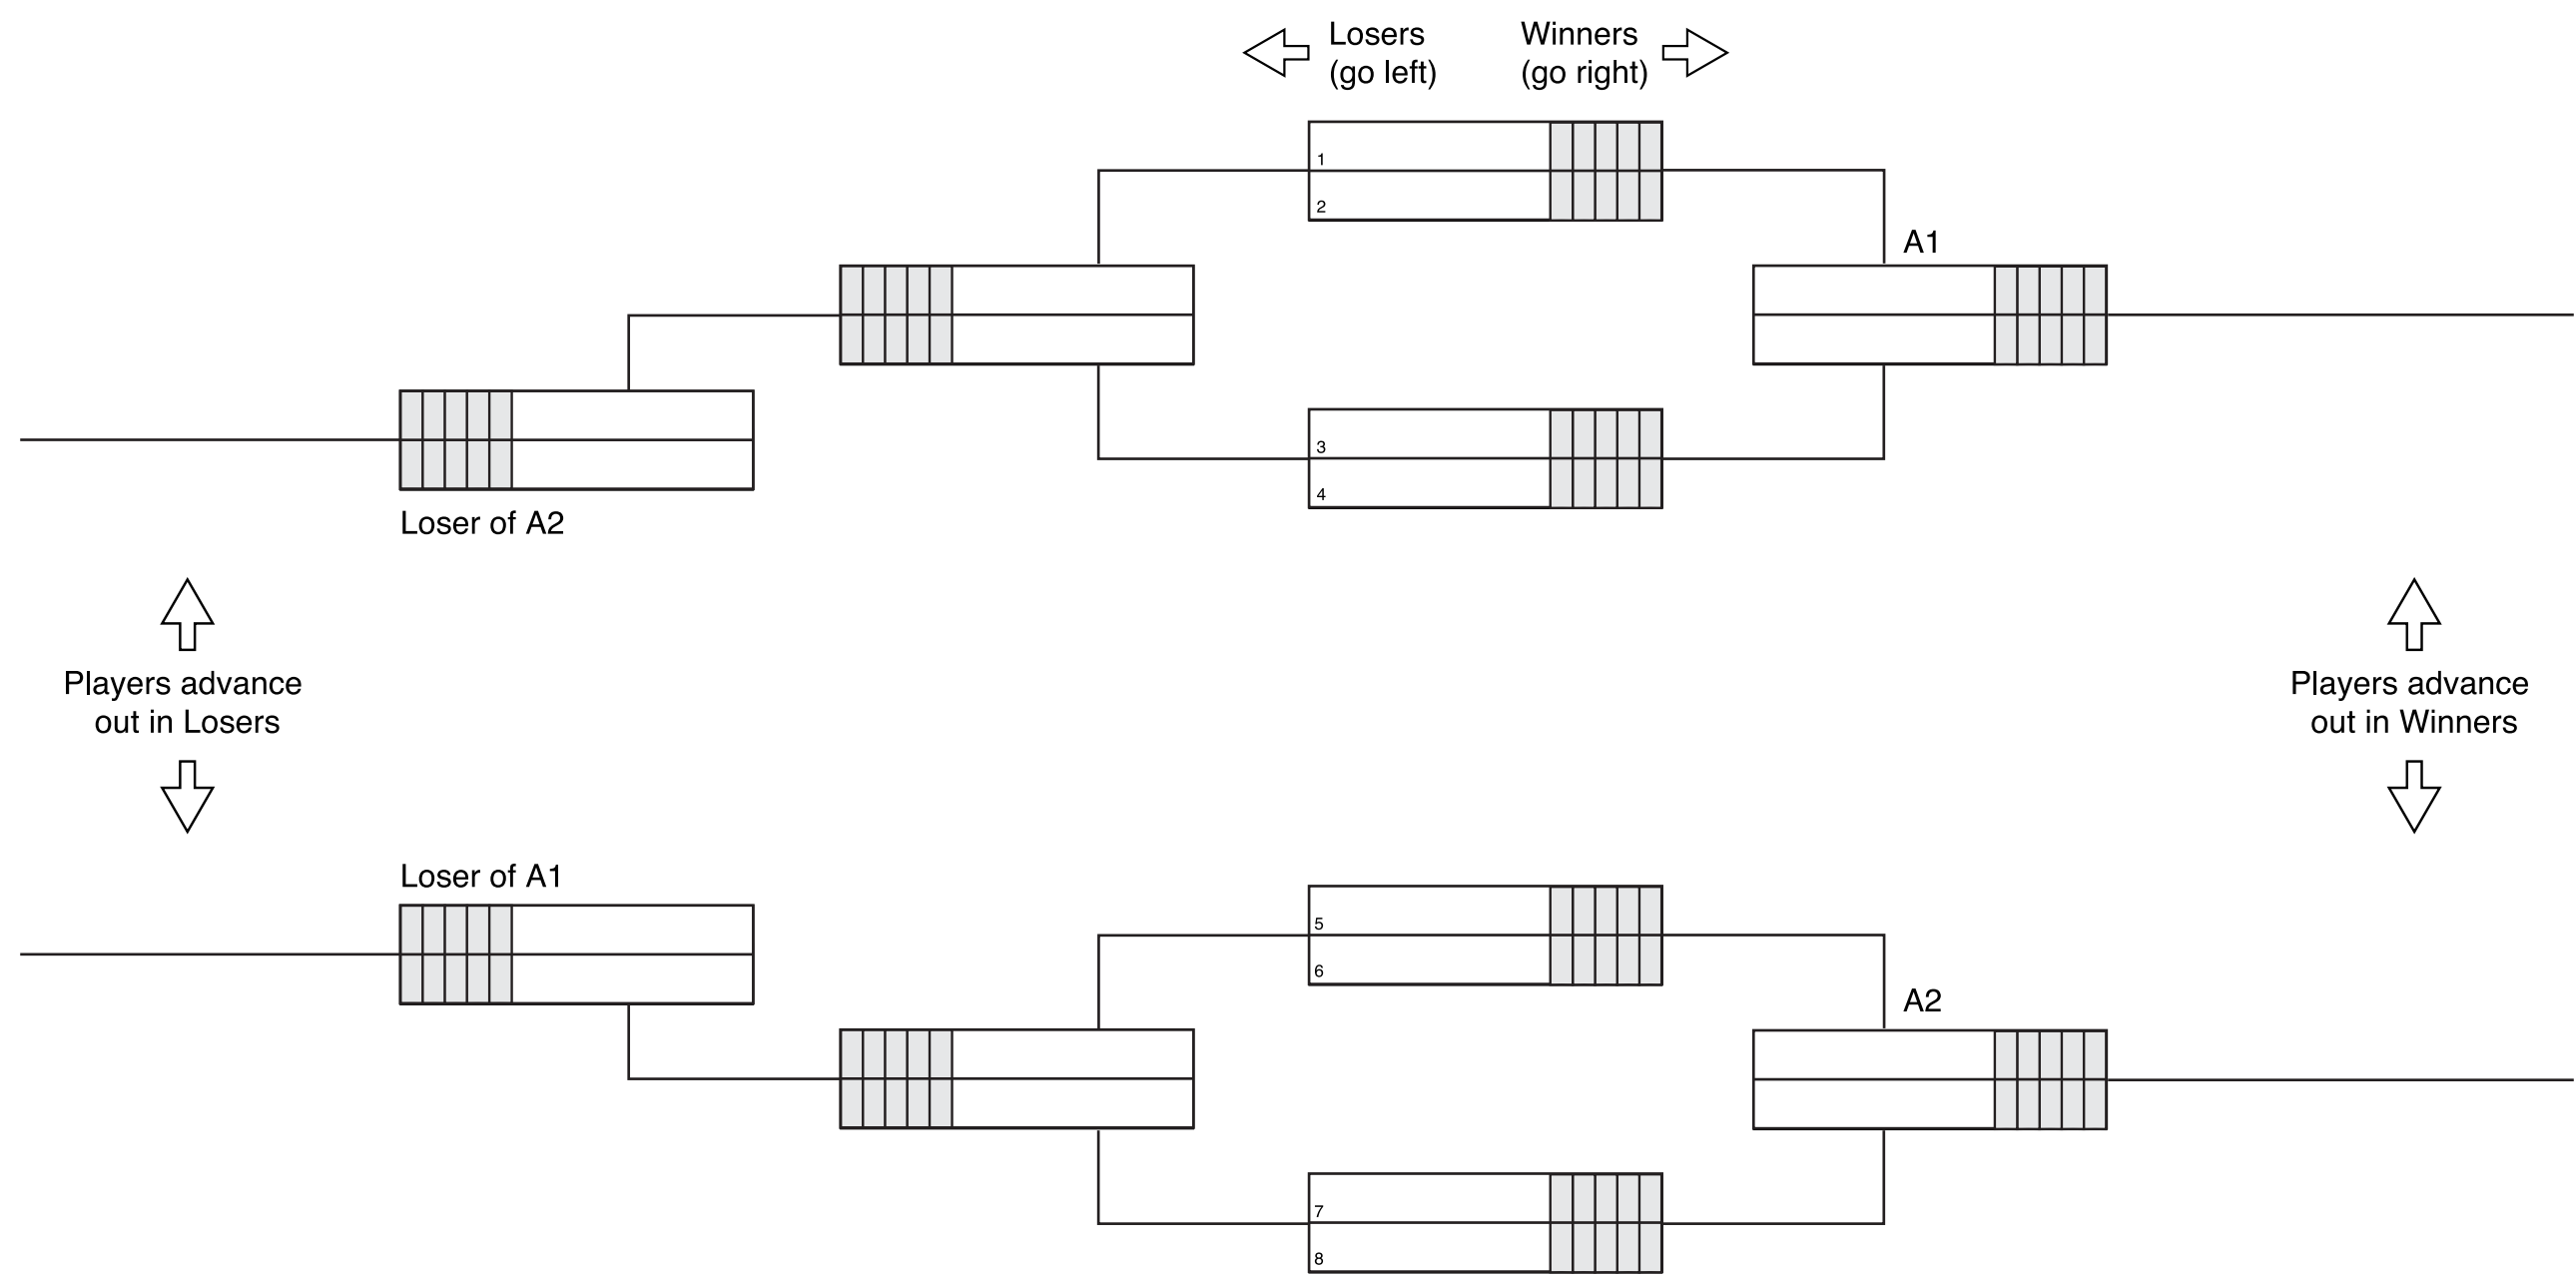 Losers
(go left)
Winners
(go right)
1
2
A1
3
4
Loser of A2
Players advance
out in Losers
Players advance
out in Winners
Loser of A1
5
6
A2
7
8